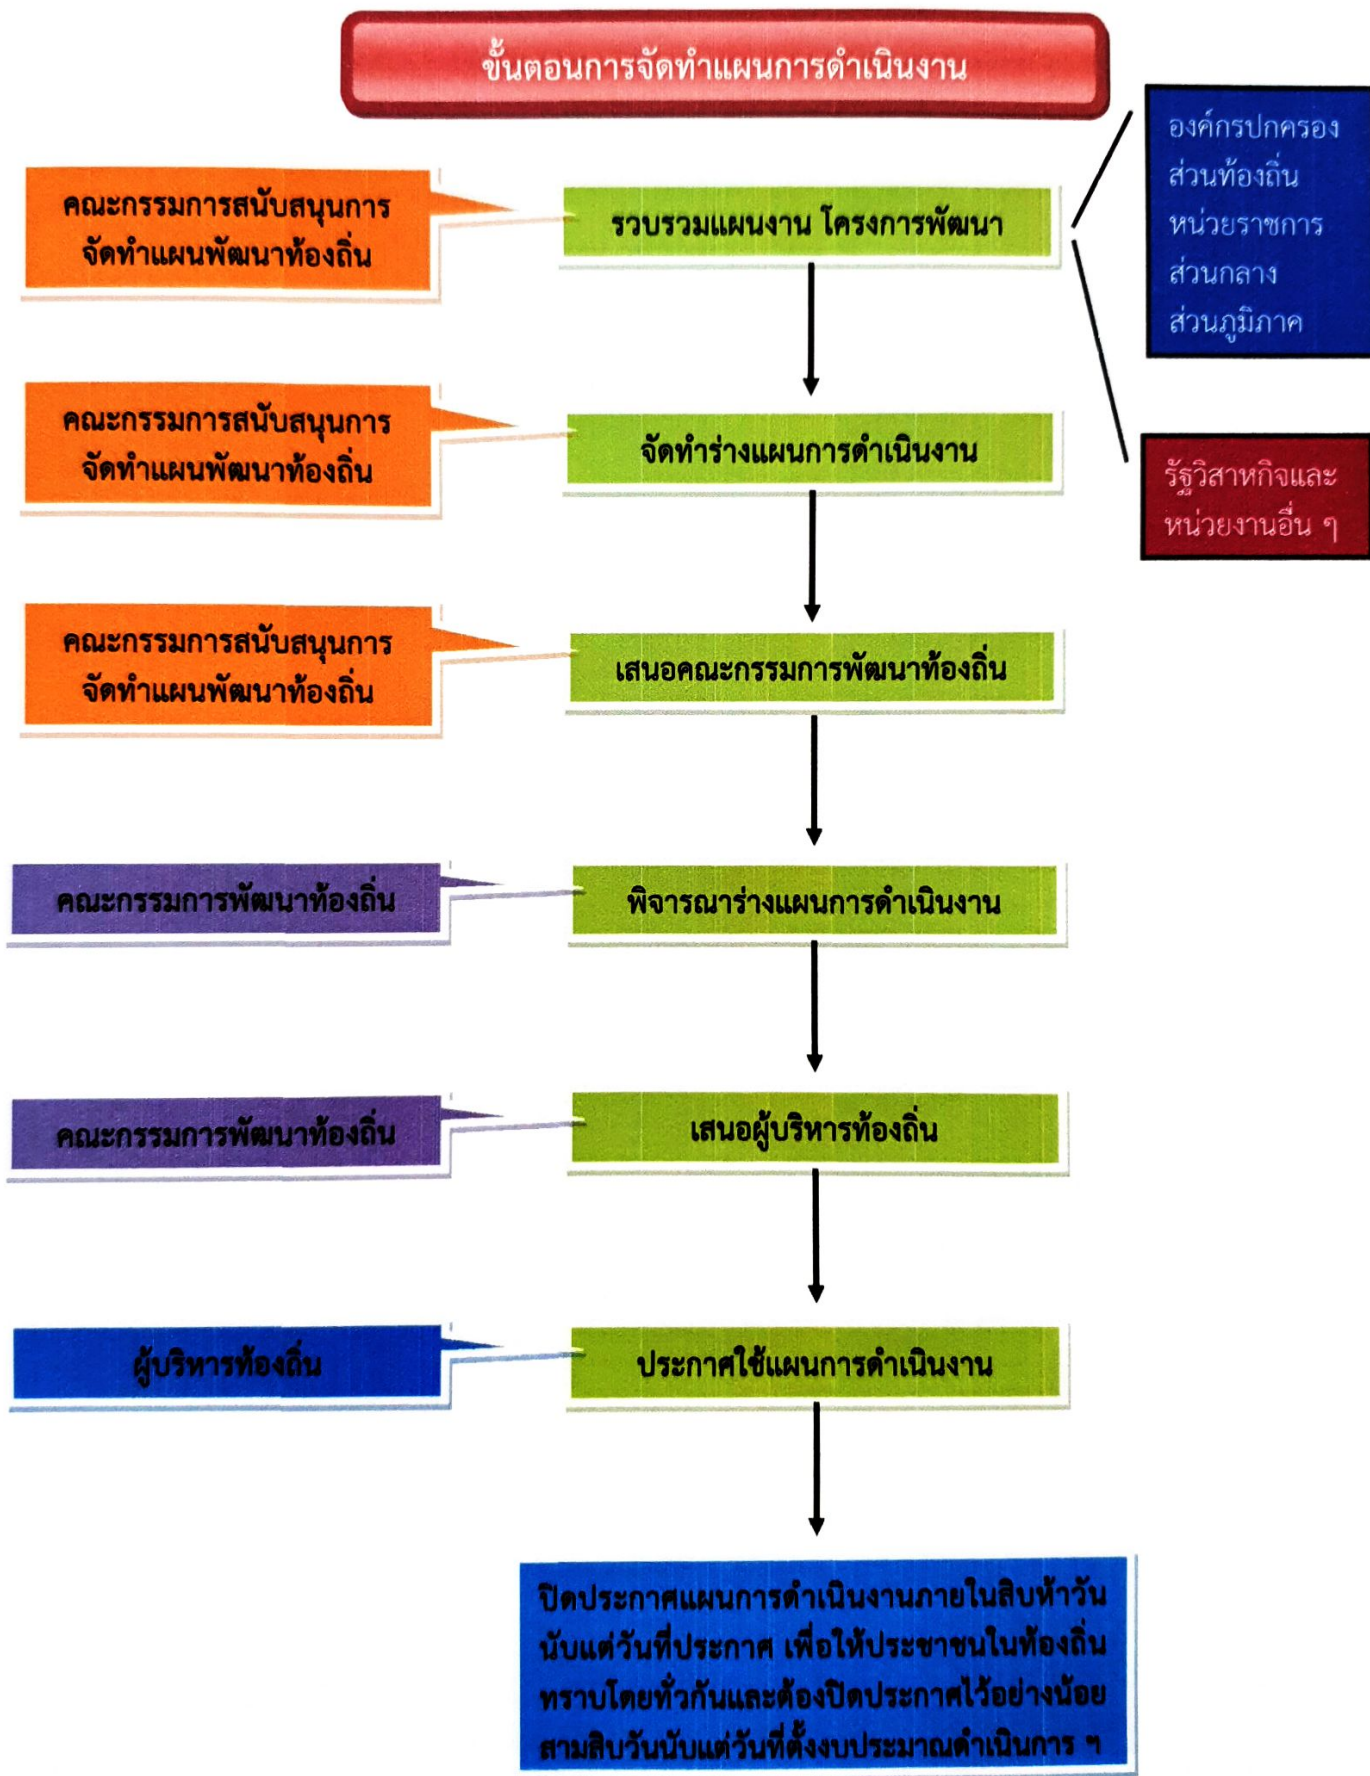 ขั้นตอนการจัดทำแผนการดำเนินงาน
องค์กรปกครอง
ส่วนท้องถิ่น
หน่วยราชการ
ส่วนกลาง
ส่วนภูมิภาค
คณะกรรมการสนับสนุนการ
จัดทำแผนพัฒนาท้องถิ่น
รวบรวมแผนงาน โครงการพัฒนา
คณะกรรมการสนับสนุนการ
จัดทำแผนพัฒนาท้องถิ่น
จัดทำร่างแผนการดำเนินงาน
รัฐวิสาหกิจและ
หน่วยงานอื่น ๆ
คณะกรรมการสนับสนุนการ
จัดทำแผนพัฒนาท้องถิ่น
เสนอคณะกรรมการพัฒนาท้องถิ่น
คณะกรรมการพัฒนาท้องถิ่น
พิจารณาร่างแผนการดำเนินงาน
คณะกรรมการพัฒนาท้องถิ่น
เสนอผู้บริหารท้องถิ่น
ผู้บริหารท้องถิ่น
ประกาศใช้แผนการดำเนินงาน
ปิดประกาศแผนการดำเนินงานภายในสิบห้าวัน
นับแต่วันที่ประกาศ เพื่อให้ประชาชนในท้องถิ่น
ทราบโดยทั่วกันและต้องปิดประกาศไว้อย่างน้อย
สามสิบวันนับแต่วันที่ตั้งงบประมาณดำเนินการ ฯ